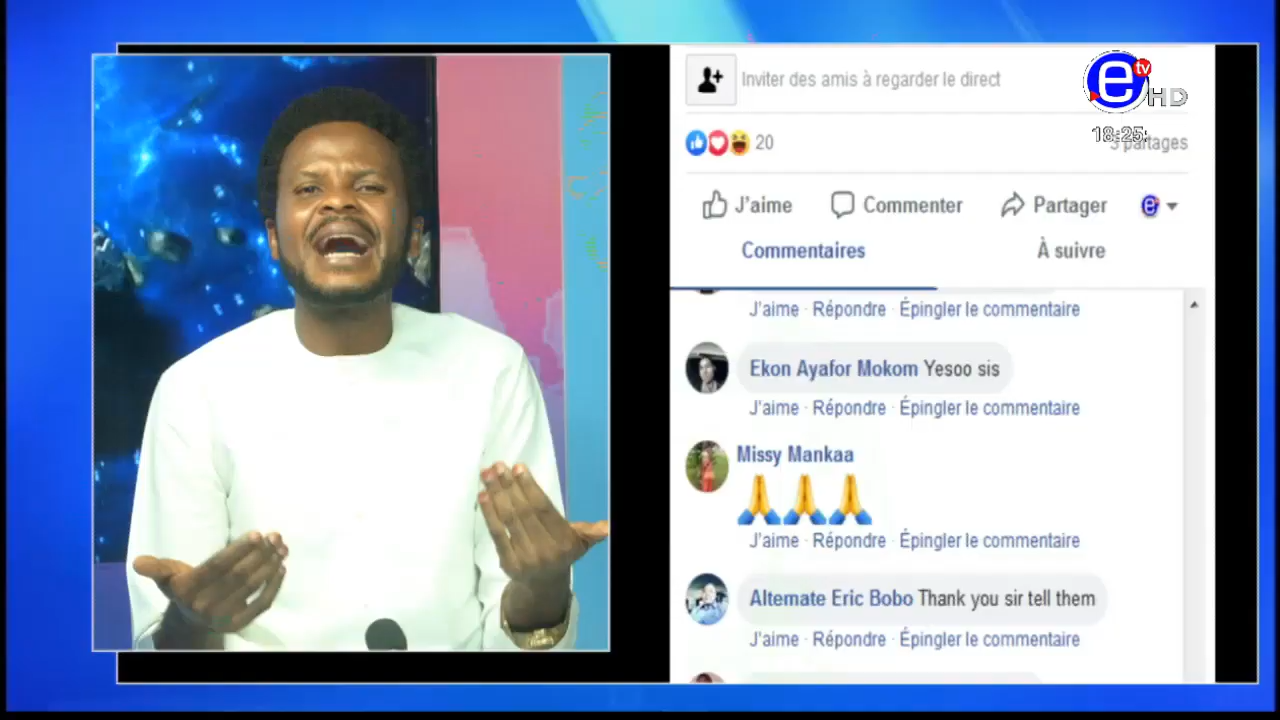 Inviter des amis à regarder le direct
e tv
HD
18:25
20
3 partages
J'aime
Commenter
Partager
Commentaires
À suivre
J'aime · Répondre · Épingler le commentaire
Ekon Ayafor Mokom Yesoo sis
J'aime · Répondre · Épingler le commentaire
Missy Mankaa
J'aime · Répondre · Épingler le commentaire
Alternate Eric Bobo Thank you sir tell them
J'aime · Répondre · Épingler le commentaire